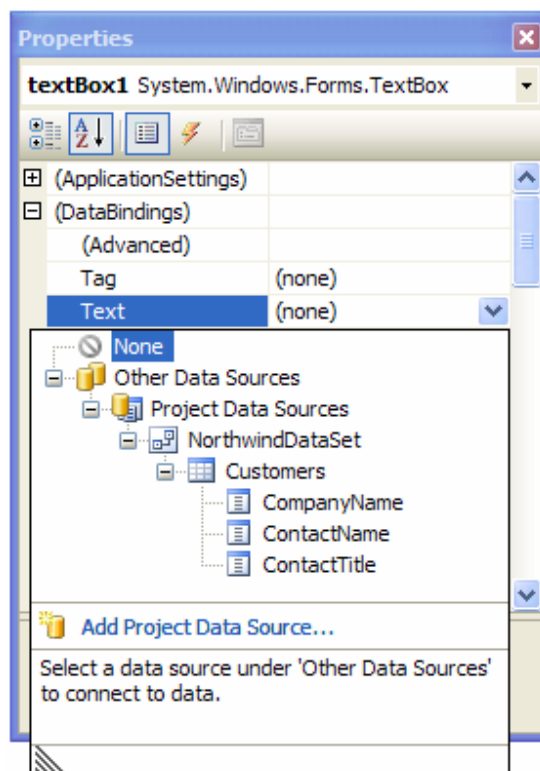 Properties
textBox1 System.Windows.Forms.TextBox
(ApplicationSettings)
(DataBindings)
(Advanced)
Tag (none)
Text (none)
None
Other Data Sources
Project Data Sources
NorthwindDataSet
Customers
CompanyName
ContactName
ContactTitle
Add Project Data Source...
Select a data source under 'Other Data Sources'
to connect to data.